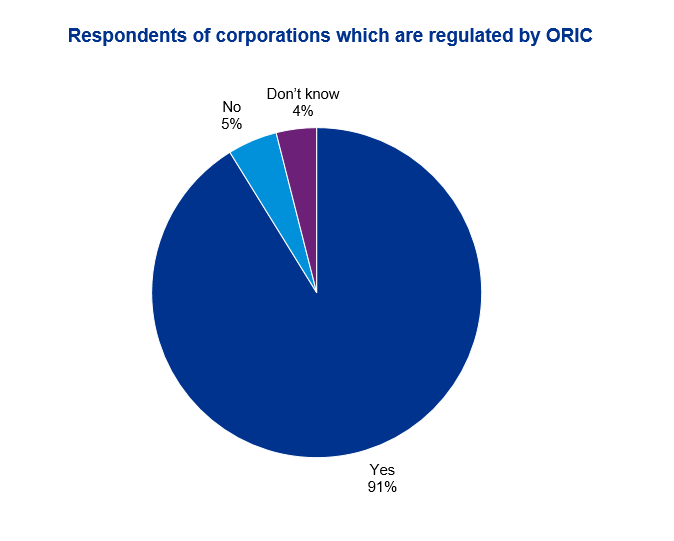 Respondents of corporations which are regulated by ORIC
Don’t know
4%
No
5%
Yes
91%